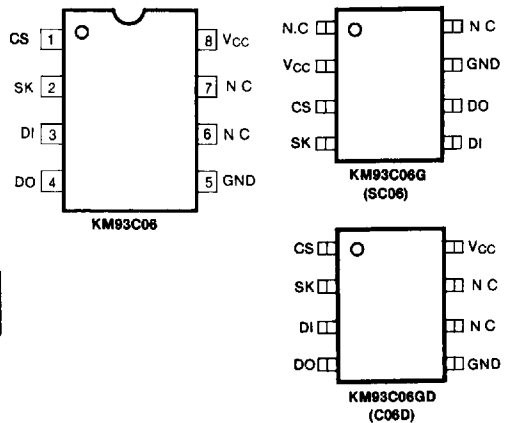 CS 1 8 VCC
SK 2 7 N C
DI 3 6 N C
DO 4 5 GND
KM93C06
N.C N C
VCC GND
CS DO
SK DI
KM93C06G
(SC06)
CS VCC
SK N C
DI N C
DO GND
KM93C06GD
(C06D)